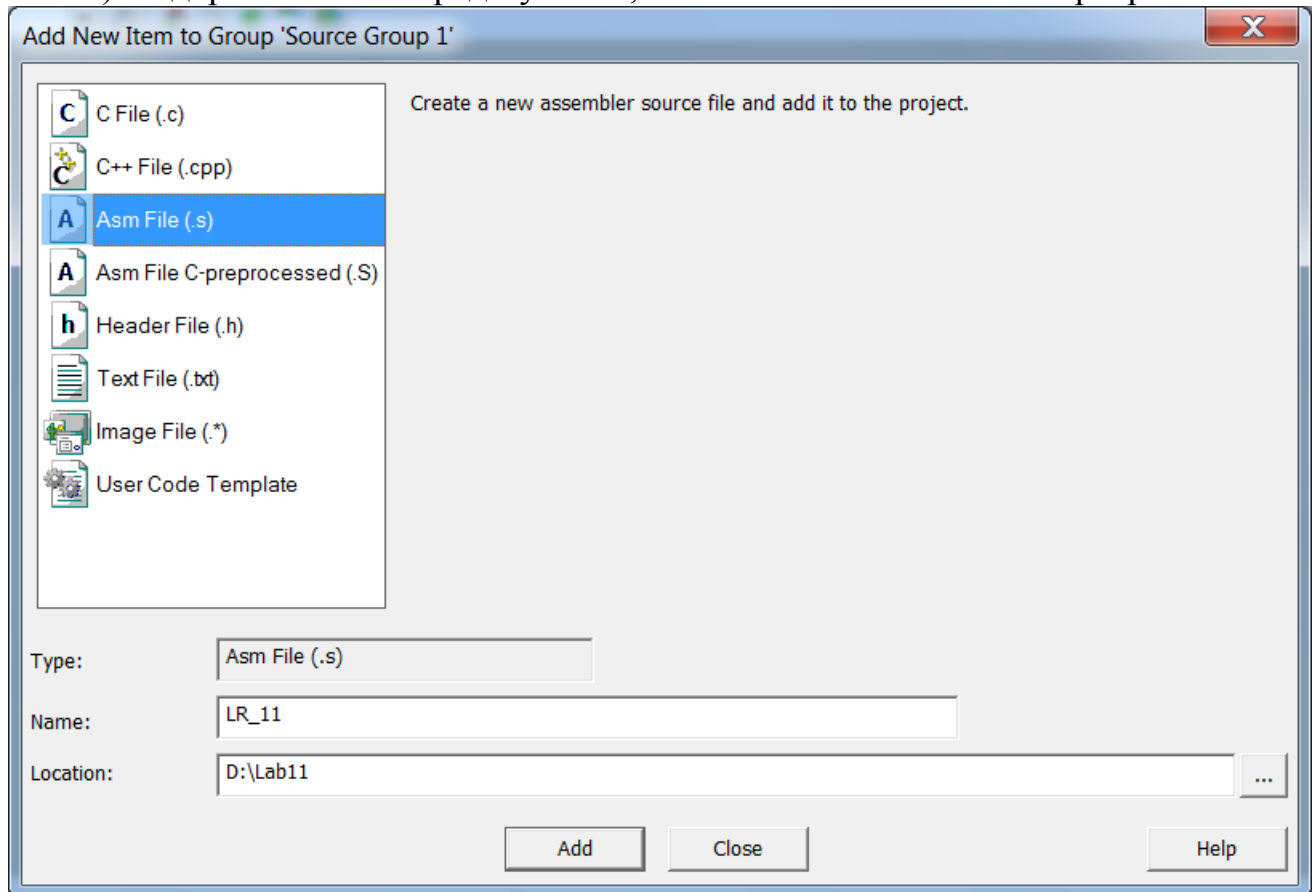 Add New Item to Group 'Source Group 1'
X
C File (.c)
Create a new assembler source file and add it to the project.
C++ File (.cpp)
Asm File (.s)
Asm File C-preprocessed (.S)
Header File (.h)
Text File (.txt)
Image File (.*)
User Code Template
Type:
Asm File (.s)
Name:
LR_11
Location:
D:\Lab11
...
Add
Close
Help